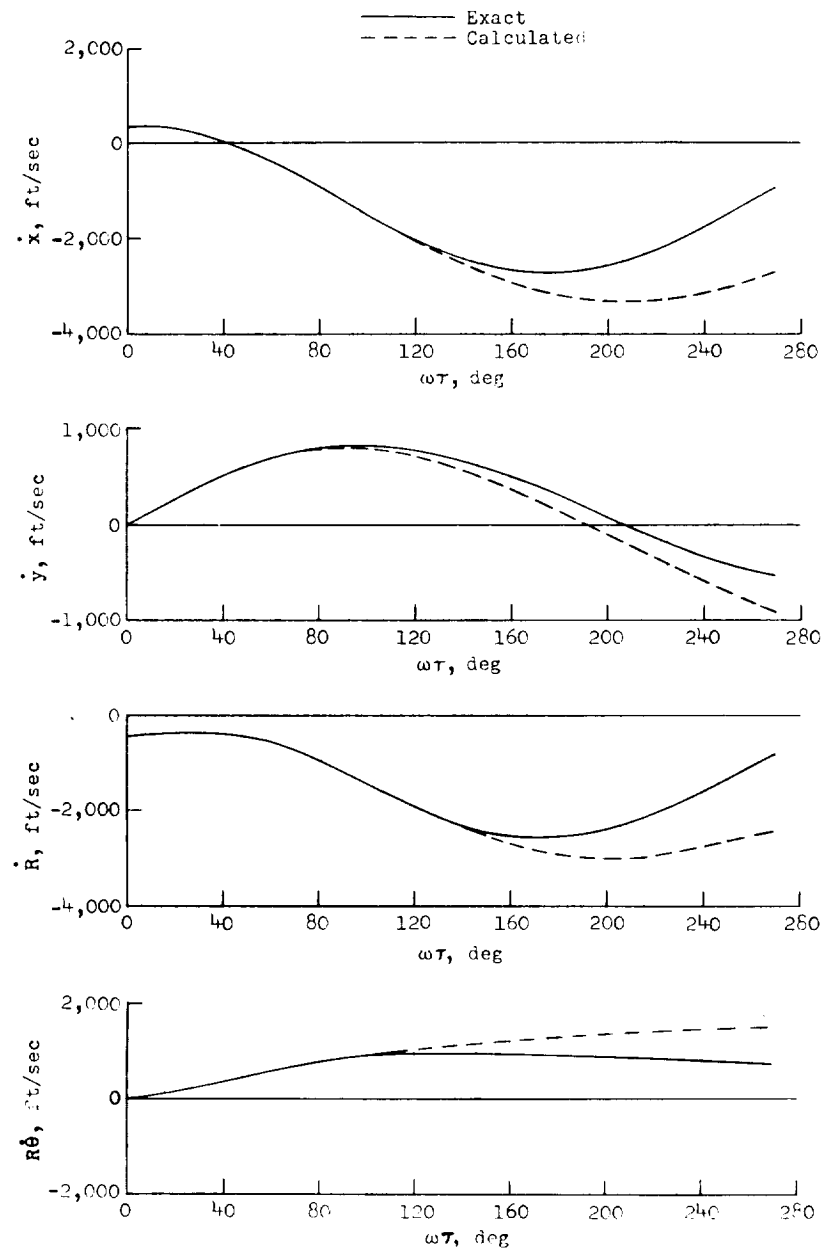 Exact
Calculated
2,000
0
-2,000
-4,000
ẋ, ft/sec
0 40 80 120 160 200 240 280
ωτ, deg
1,000
0
-1,000
ẏ, ft/sec
0 40 80 120 160 200 240 280
ωτ, deg
0
-2,000
-4,000
Ṙ, ft/sec
0 40 80 120 160 200 240 280
ωτ, deg
2,000
0
-2,000
Rθ̇, ft/sec
0 40 80 120 160 200 240 280
ωτ, deg